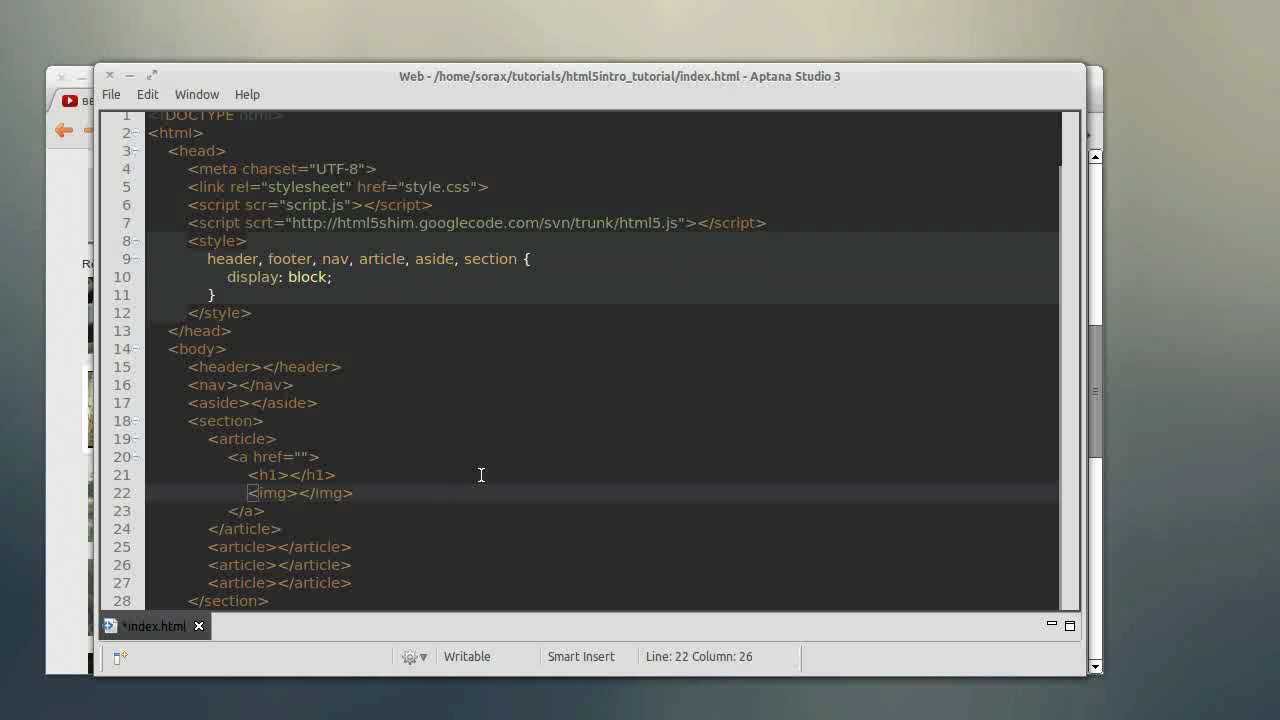 Web - /home/sorax/tutorials/html5intro_tutorial/index.html - Aptana Studio 3
File Edit Window Help
BE
Re
1 <!DOCTYPE html>
2 <html>
3 <head>
4 <meta charset="UTF-8">
5 <link rel="stylesheet" href="style.css">
6 <script scr="script.js"></script>
7 <script scrt="http://html5shim.googlecode.com/svn/trunk/html5.js"></script>
8 <style>
9 header, footer, nav, article, aside, section {
10 display: block;
11 }
12 </style>
13 </head>
14 <body>
15 <header></header>
16 <nav></nav>
17 <aside></aside>
18 <section>
19 <article>
20 <a href="">
21 <h1></h1>
22 <img></img>
23 </a>
24 </article>
25 <article></article>
26 <article></article>
27 <article></article>
28 </section>
*index.html
Writable Smart Insert Line: 22 Column: 26